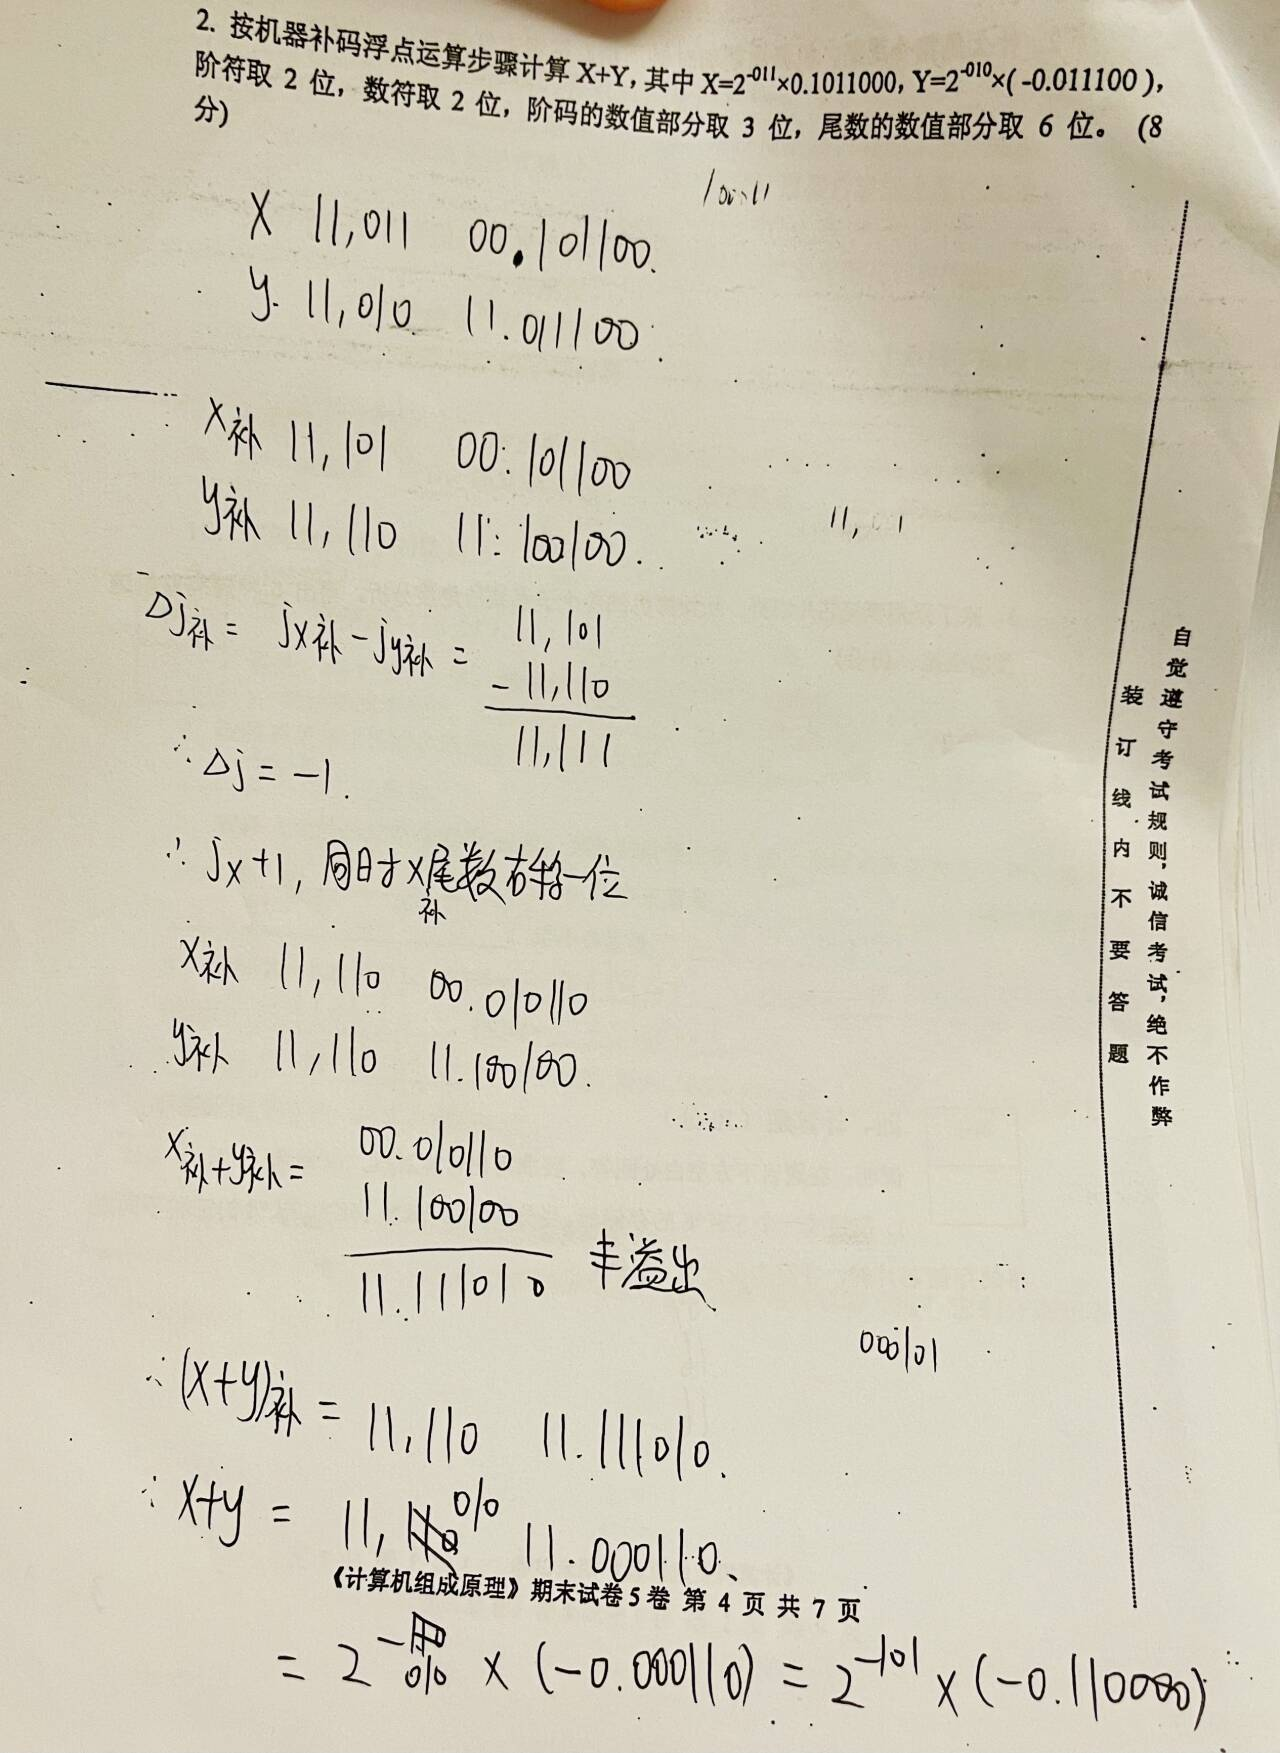 2. 按机器补码浮点运算步骤计算 X+Y, 其中 X=2^-011×0.1011000, Y=2^-010×(-0.011100),
阶符取 2 位，数符取 2 位，阶码的数值部分取 3 位，尾数的数值部分取 6 位。 (8
分)
X 11,011 00.101100.
y. 11,010 11.011100.
X补 11,101 00.101100
y补 11,110 11.100100.
11,101
Δj补 = jx补-jy补 = - 11,110
11,111
∴ Δj = -1.
∴ jx+1, 同时 x补尾数右移一位
X补 11,110 00.010110
y补 11,110 11.100100.
x补+y补= 00.010110
11.100100
11.111010 未溢出
000101
∴ (x+y)补 = 11,110 11.111010.
∴ x+y = 11,010 11.000110.
《计算机组成原理》期末试卷 5 卷 第 4 页 共 7 页
= 2^-010 × (-0.000110) = 2^-101 × (-0.110000)
自觉遵守考试规则，诚信考试，绝不作弊
装订线内不要答题